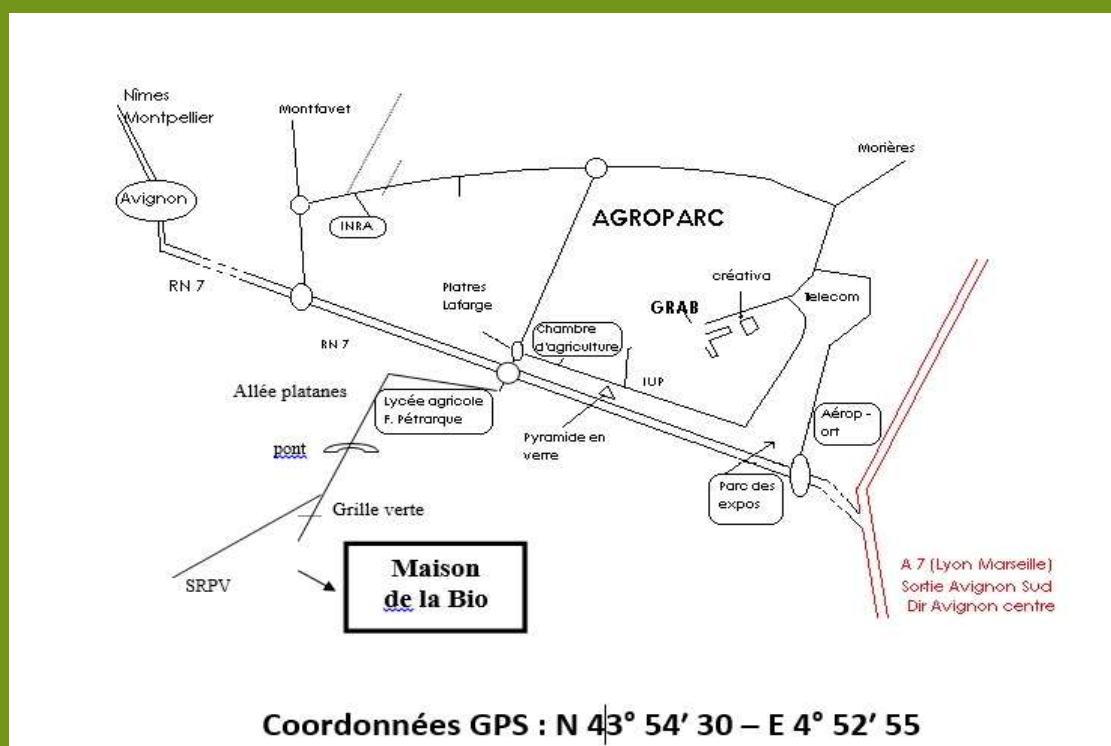 Nîmes
Montpellier
Montfavet
Morières
Avignon
INRA
AGROPARC
créativa
RN 7
Platres
Lafarge
GRAB
Telecom
RN 7
Chambre
d'agriculture
IUP
Allée platanes
Lycée agricole
F. Pétrarque
Aérop -
ort
Pyramide en
verre
pont
Parc des
expos
Grille verte
SRPV
Maison
de la Bio
A 7 (Lyon Marseille)
Sortie Avignon Sud
Dir Avignon centre
Coordonnées GPS : N 43° 54’ 30 – E 4° 52’ 55